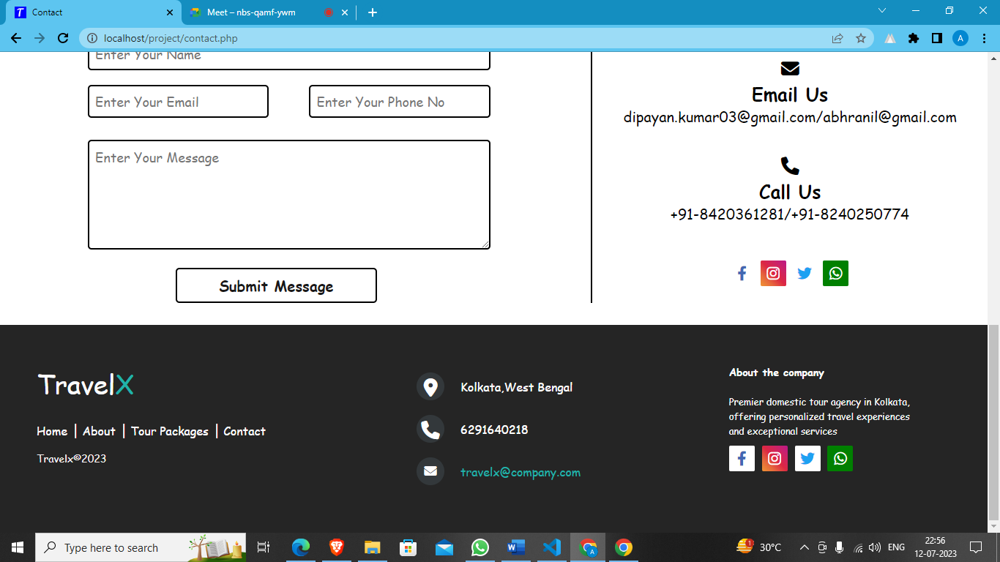 Contact
Meet – nbs-qamf-ywm
localhost/project/contact.php
A
Enter Your Name
Enter Your Email
Enter Your Phone No
Enter Your Message
Submit Message
Email Us
dipayan.kumar03@gmail.com/abhranil@gmail.com
Call Us
+91-8420361281/+91-8240250774
TravelX
Home | About | Tour Packages | Contact
Travelx©2023
Kolkata,West Bengal
6291640218
travelx@company.com
About the company
Premier domestic tour agency in Kolkata,
offering personalized travel experiences
and exceptional services
Type here to search
1
30°C
ENG
22:56
12-07-2023